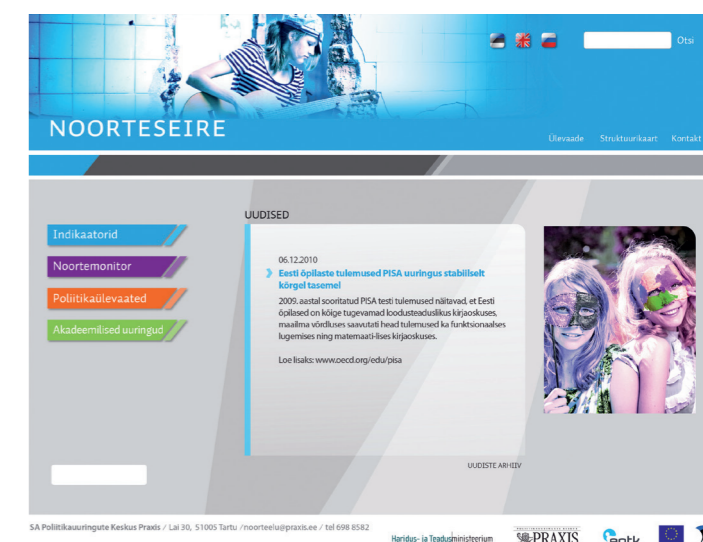 Otsi
NOORTESEIRE
Ülevaade Struktuurikaart Kontakt
Indikaatorid
Noortemonitor
Poliitikaülevaated
Akadeemilised uuringud
UUDISED
06.12.2010
Eesti õpilaste tulemused PISA uuringus stabiilselt
kõrgel tasemel
2009. aastal sooritatud PISA testi tulemused näitavad, et Eesti
õpilased on kõige tugevamad loodusteaduslikus kirjaoskuses,
maailma võrdluses saavutati head tulemused ka funktsionaalses
lugemises ning matemaati-lises kirjaoskuses.
Loe lisaks: www.oecd.org/edu/pisa
UUDISTE ARHIIV
SA Poliitikauuringute Keskus Praxis / Lai 30, 51005 Tartu /noorteelu@praxis.ee / tel 698 8582
Haridus- ja Teadusministeerium
PRAXIS
entk